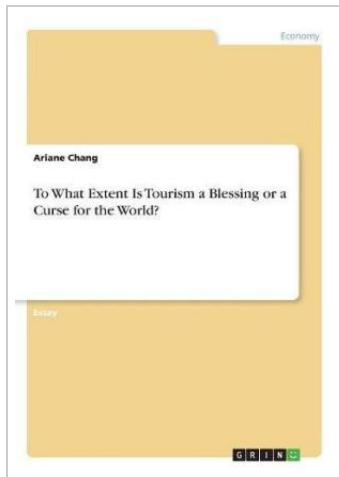 Economy
Ariane Chang
To What Extent Is Tourism a Blessing or a
Curse for the World?
Essay
GRIN